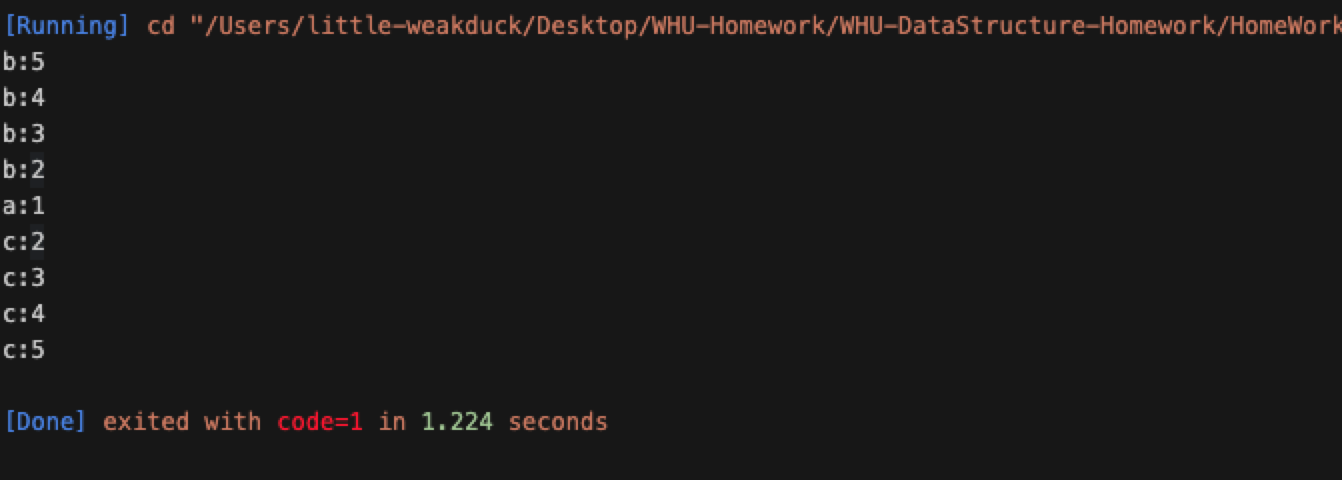 [Running] cd "/Users/little-weakduck/Desktop/WHU-Homework/WHU-DataStructure-Homework/HomeWork
b:5
b:4
b:3
b:2
a:1
c:2
c:3
c:4
c:5
[Done] exited with code=1 in 1.224 seconds